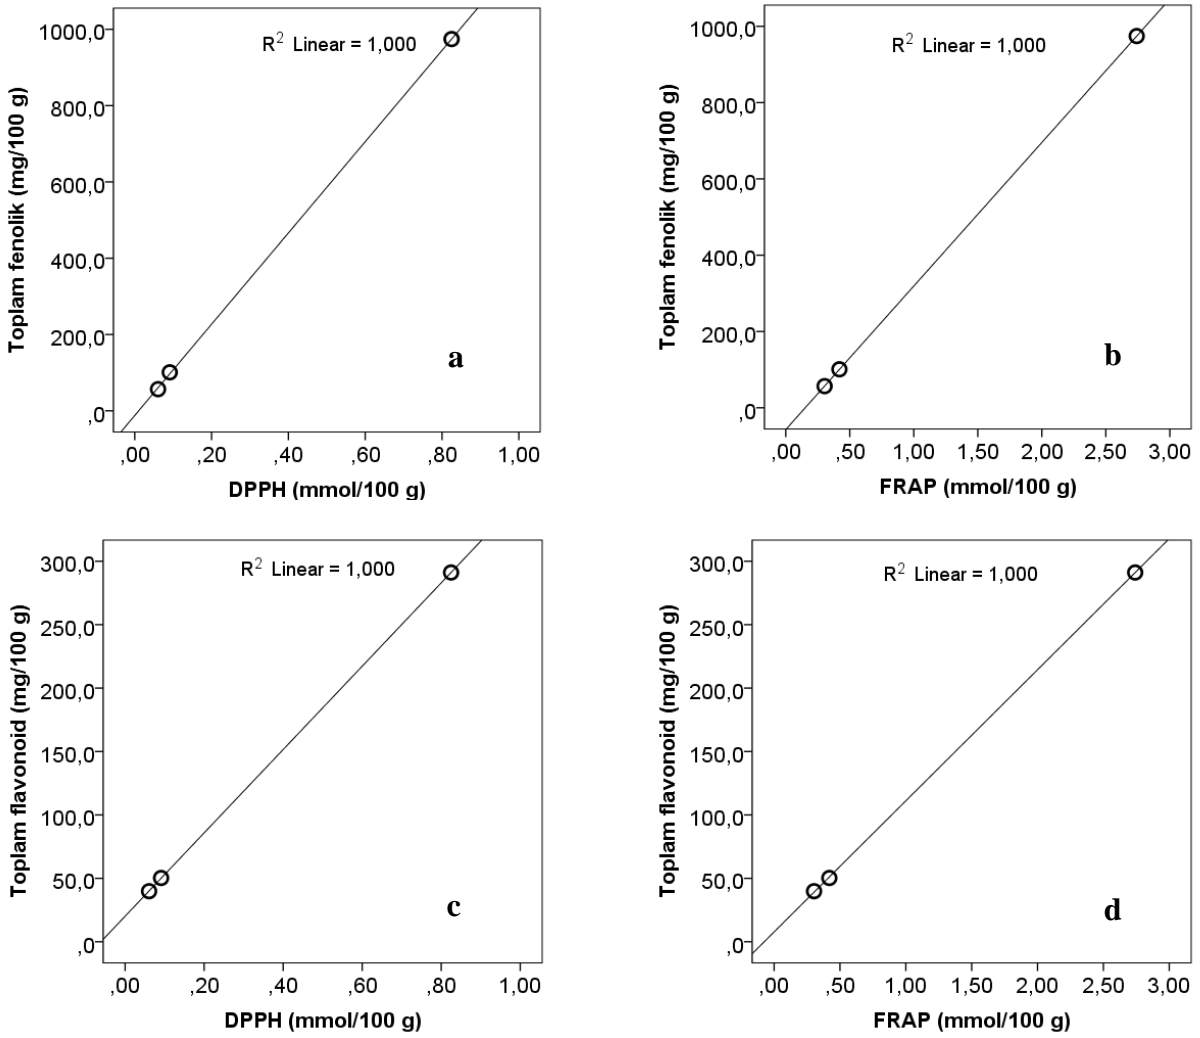 R² Linear = 1,000
Toplam fenolik (mg/100 g)
1000,0
800,0
600,0
400,0
200,0
,0
a
,00 ,20 ,40 ,60 ,80 1,00
DPPH (mmol/100 g)
R² Linear = 1,000
Toplam fenolik (mg/100 g)
1000,0
800,0
600,0
400,0
200,0
,0
b
,00 ,50 1,00 1,50 2,00 2,50 3,00
FRAP (mmol/100 g)
R² Linear = 1,000
Toplam flavonoid (mg/100 g)
300,0
250,0
200,0
150,0
100,0
50,0
,0
c
,00 ,20 ,40 ,60 ,80 1,00
DPPH (mmol/100 g)
R² Linear = 1,000
Toplam flavonoid (mg/100 g)
300,0
250,0
200,0
150,0
100,0
50,0
,0
d
,00 ,50 1,00 1,50 2,00 2,50 3,00
FRAP (mmol/100 g)